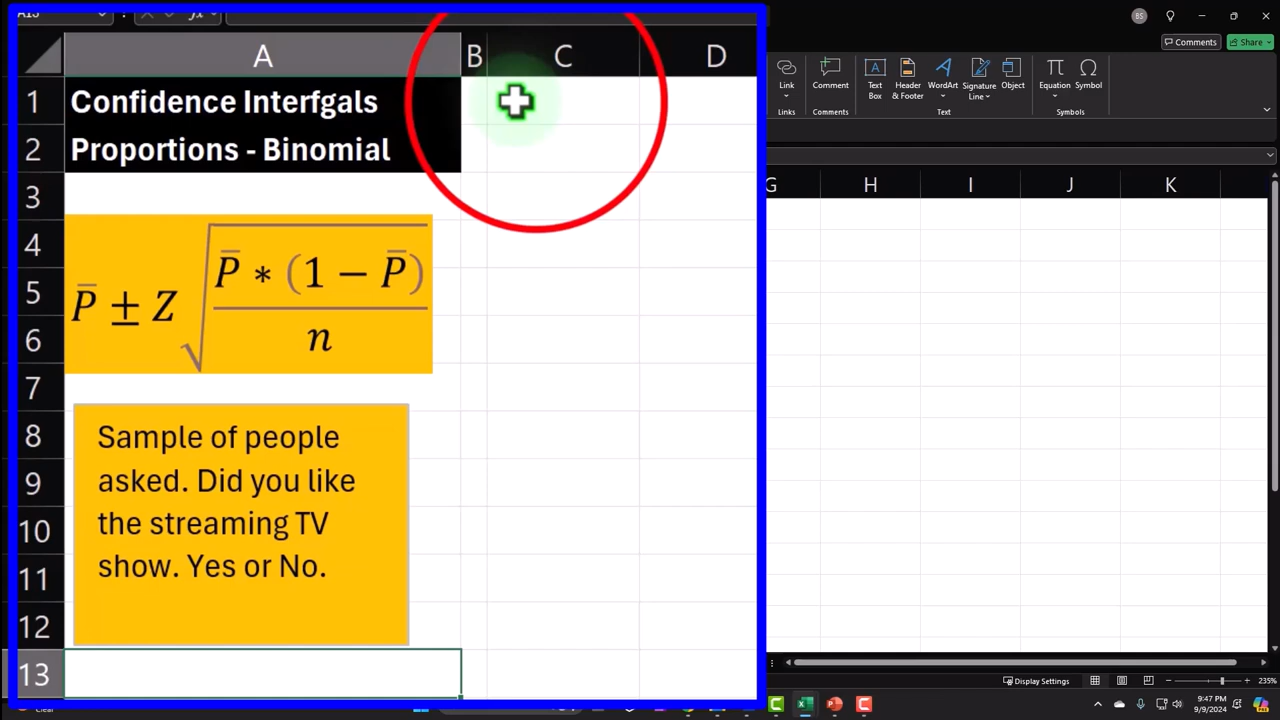 BS
Comments
Share
Link
Comment
Text Box
Header & Footer
WordArt
Signature Line
Object
Equation
Symbol
Links
Comments
Text
Symbols
A B C D G H I J K
1 Confidence Interfgals
2 Proportions - Binomial
3
4
5
6
P̅ ± Z √ P̅ * (1 − P̅) / n
7
8 Sample of people
9 asked. Did you like
10 the streaming TV
11 show. Yes or No.
12
13
Display Settings
235%
9:47 PM
9/9/2024